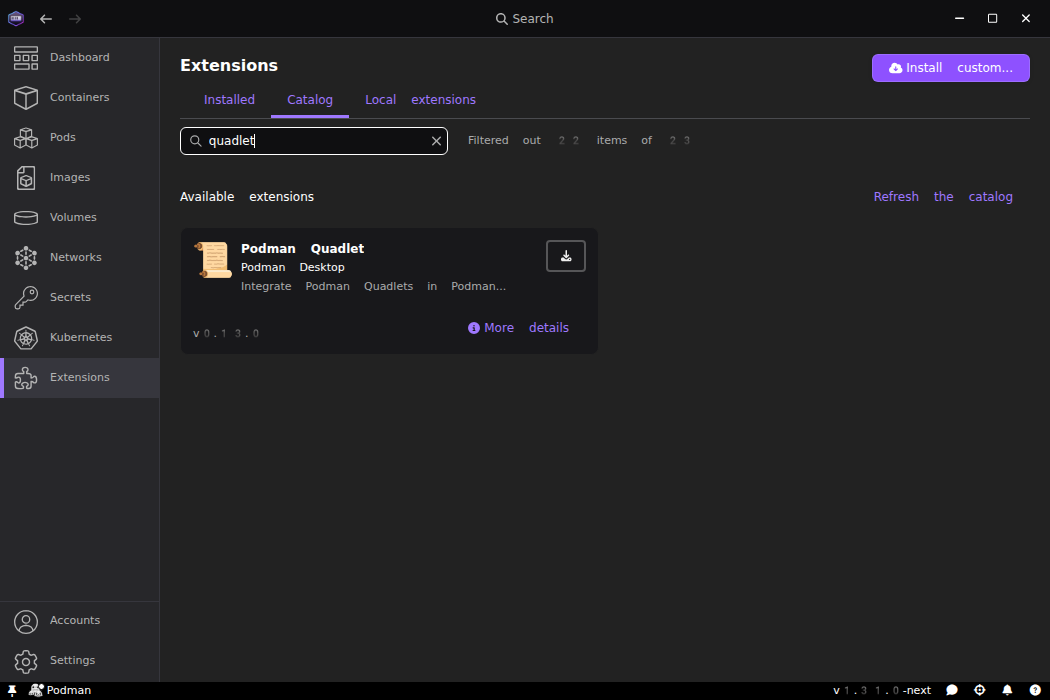 Search
Dashboard
Containers
Pods
Images
Volumes
Networks
Secrets
Kubernetes
Extensions
Accounts
Settings
Extensions
Install custom...
Installed
Catalog
Local extensions
quadlet
Filtered out 22 items of 23
Available extensions
Refresh the catalog
Podman Quadlet
Podman Desktop
Integrate Podman Quadlets in Podman...
v0.13.0
More details
Podman
v1.31.0-next